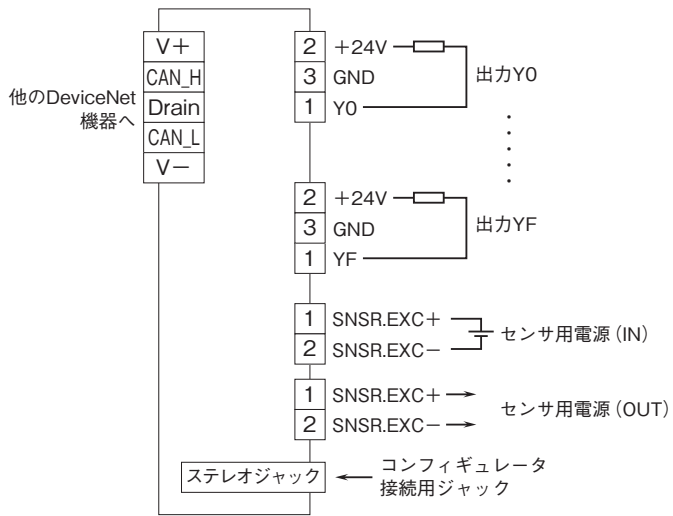 他のDeviceNet
機器へ
V＋
CAN_H
Drain
CAN_L
V－
2 ＋24V
3 GND
1 Y0
出力Y0
2 ＋24V
3 GND
1 YF
出力YF
1 SNSR.EXC＋
2 SNSR.EXC－
センサ用電源（IN）
1 SNSR.EXC＋
2 SNSR.EXC－
センサ用電源（OUT）
ステレオジャック
コンフィギュレータ
接続用ジャック